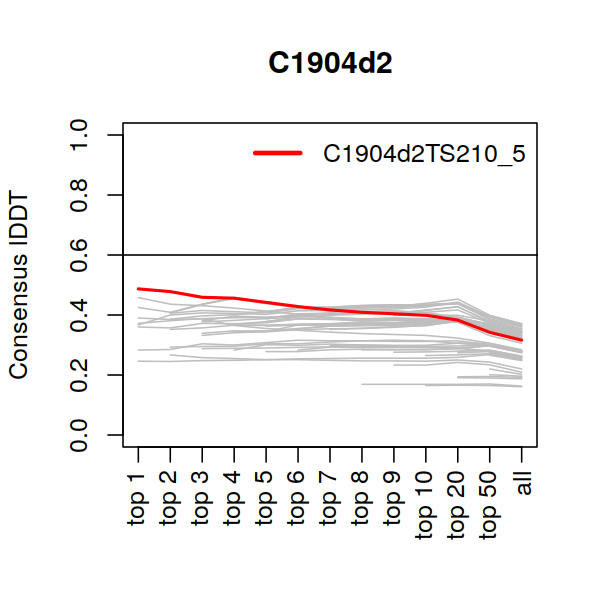 C1904d2
C1904d2TS210_5
Consensus lDDT
1.0
0.8
0.6
0.4
0.2
0.0
top 1
top 2
top 3
top 4
top 5
top 6
top 7
top 8
top 9
top 10
top 20
top 50
all